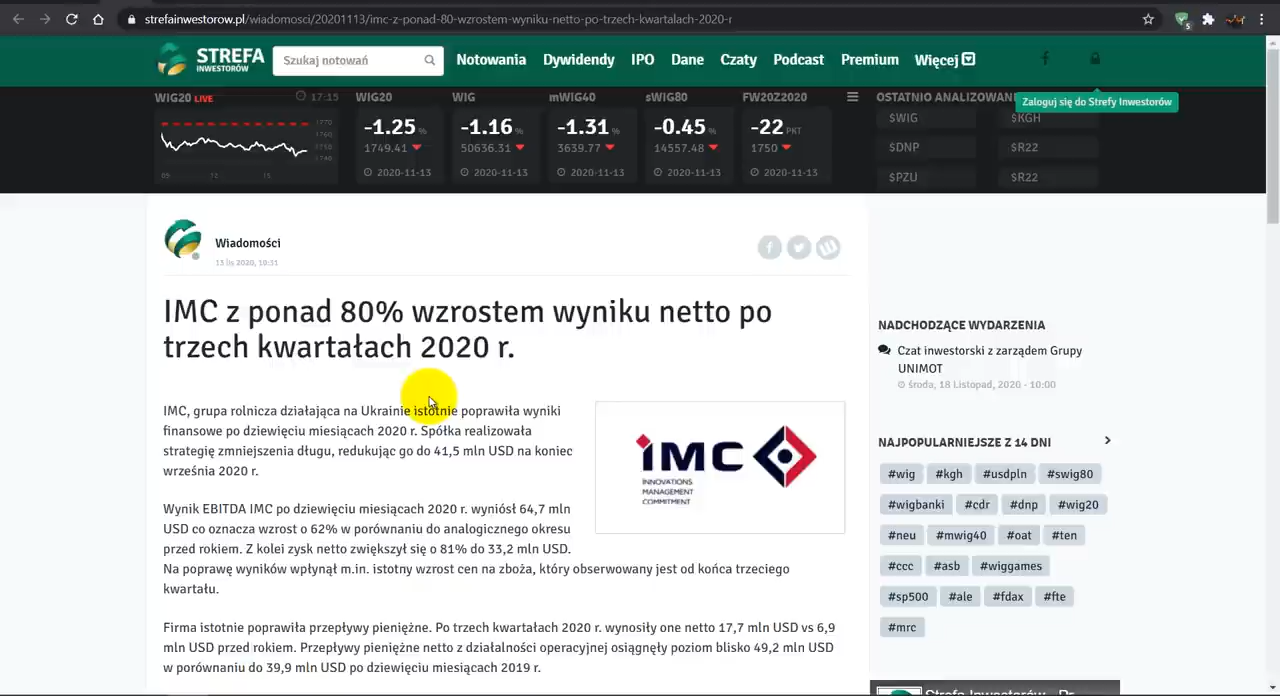 strefainwestorow.pl/wiadomosci/20201113/imc-z-ponad-80-wzrostem-wyniku-netto-po-trzech-kwartalach-2020-r
STREFA
INWESTORÓW
Szukaj notowań
Notowania Dywidendy IPO Dane Czaty Podcast Premium Więcej
Zaloguj się do Strefy Inwestorów
WIG20 LIVE 17:15
1770
1760
1750
1740
09 12 15
WIG20
-1.25 %
1749.41
2020-11-13
WIG
-1.16 %
50636.31
2020-11-13
mWIG40
-1.31 %
3639.77
2020-11-13
sWIG80
-0.45 %
14557.48
2020-11-13
FW20Z2020
-22 PKT
1750
2020-11-13
OSTATNIO ANALIZOWAN
$WIG $KGH
$DNP $R22
$PZU $R22
Wiadomości
13 lis 2020, 10:31
IMC z ponad 80% wzrostem wyniku netto po
trzech kwartałach 2020 r.
IMC, grupa rolnicza działająca na Ukrainie istotnie poprawiła wyniki
finansowe po dziewięciu miesiącach 2020 r. Spółka realizowała
strategię zmniejszenia długu, redukując go do 41,5 mln USD na koniec
września 2020 r.
Wynik EBITDA IMC po dziewięciu miesiącach 2020 r. wyniósł 64,7 mln
USD co oznacza wzrost o 62% w porównaniu do analogicznego okresu
przed rokiem. Z kolei zysk netto zwiększył się o 81% do 33,2 mln USD.
Na poprawę wyników wpłynął m.in. istotny wzrost cen na zboża, który obserwowany jest od końca trzeciego
kwartału.
Firma istotnie poprawiła przepływy pieniężne. Po trzech kwartałach 2020 r. wynosiły one netto 17,7 mln USD vs 6,9
mln USD przed rokiem. Przepływy pieniężne netto z działalności operacyjnej osiągnęły poziom blisko 49,2 mln USD
w porównaniu do 39,9 mln USD po dziewięciu miesiącach 2019 r.
iMC
INNOVATIONS
MANAGEMENT
COMMITMENT
NADCHODZĄCE WYDARZENIA
Czat inwestorski z zarządem Grupy
UNIMOT
środa, 18 Listopad, 2020 - 10:00
NAJPOPULARNIEJSZE Z 14 DNI
#wig #kgh #usdpln #swig80
#wigbanki #cdr #dnp #wig20
#neu #mwig40 #oat #ten
#ccc #asb #wiggames
#sp500 #ale #fdax #fte
#mrc